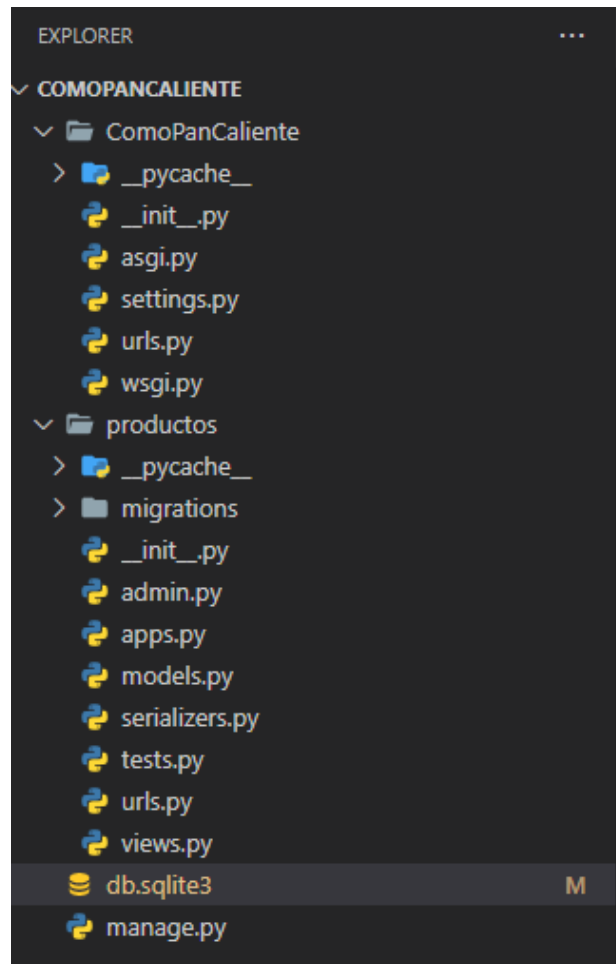 EXPLORER ...
COMOPANCALIENTE
ComoPanCaliente
__pycache__
__init__.py
asgi.py
settings.py
urls.py
wsgi.py
productos
__pycache__
migrations
__init__.py
admin.py
apps.py
models.py
serializers.py
tests.py
urls.py
views.py
db.sqlite3 M
manage.py